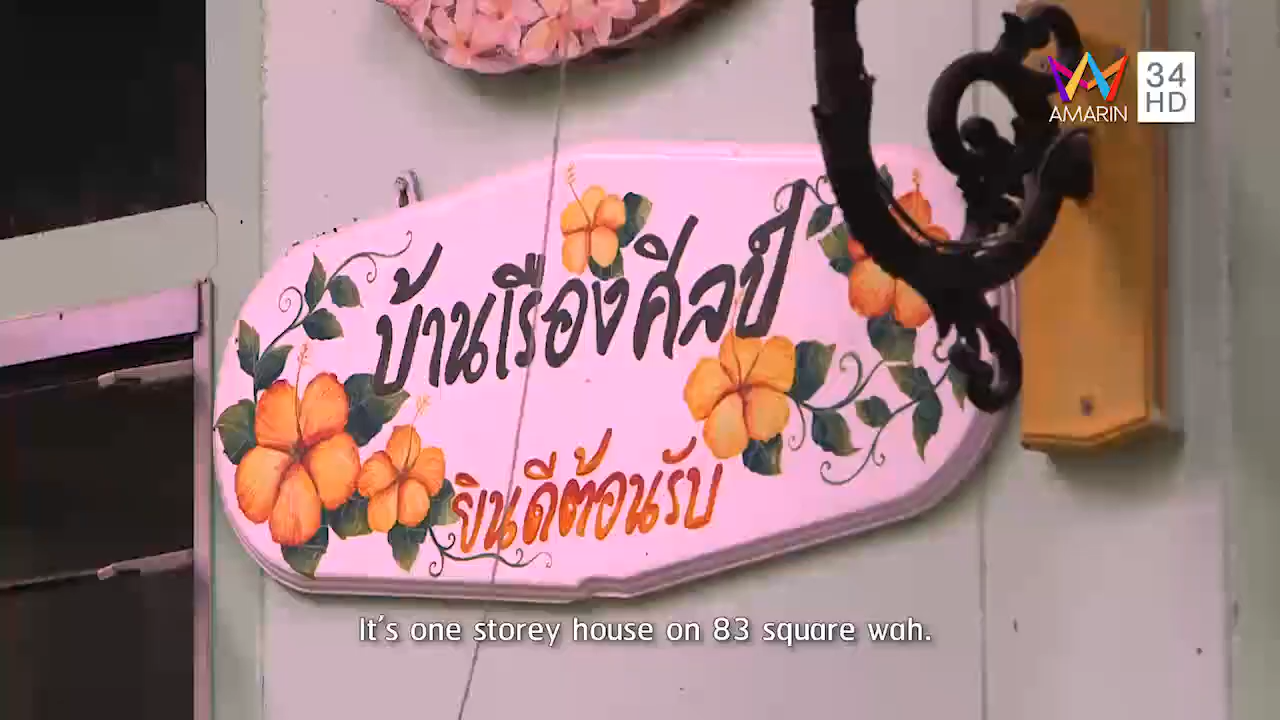 AMARIN
34
HD
บ้านเรืองศิลป์
ยินดีต้อนรับ
It's one storey house on 83 square wah.